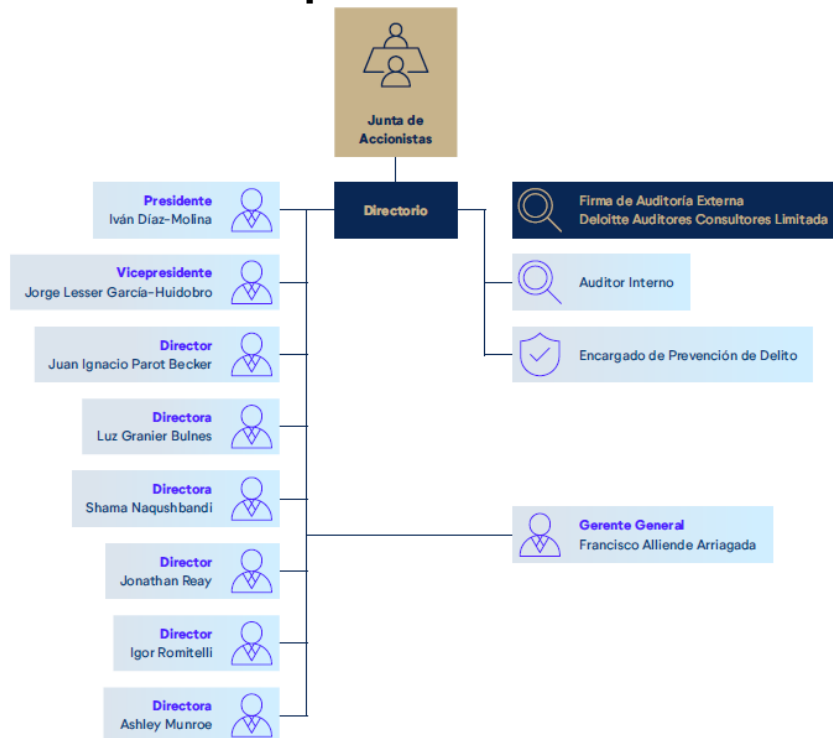 Junta de
Accionistas
Directorio
Presidente
Iván Díaz-Molina
Vicepresidente
Jorge Lesser García-Huidobro
Director
Juan Ignacio Parot Becker
Directora
Luz Granier Bulnes
Directora
Shama Naqushbandi
Director
Jonathan Reay
Director
Igor Romitelli
Directora
Ashley Munroe
Firma de Auditoría Externa
Deloitte Auditores Consultores Limitada
Auditor Interno
Encargado de Prevención de Delito
Gerente General
Francisco Alliende Arriagada